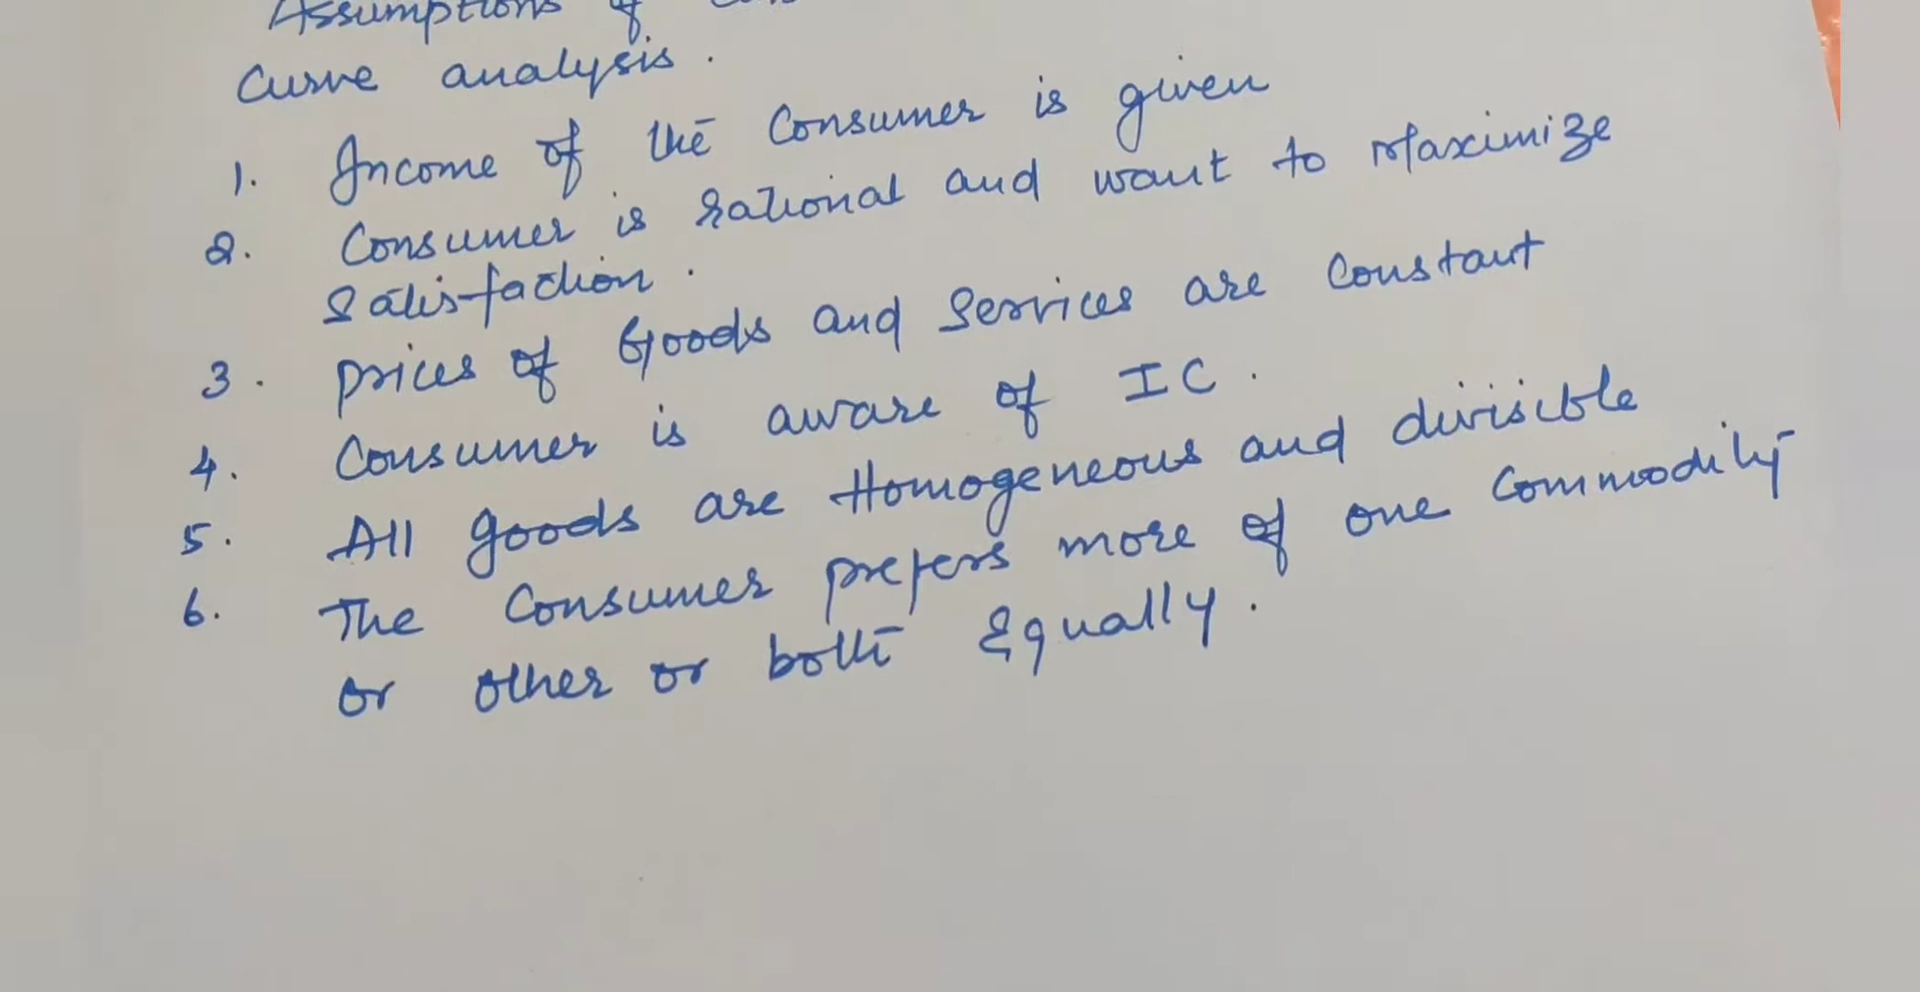 Assumptions of
Curve analysis.
1. Income of the Consumer is given
2. Consumer is rational and want to Maximize
Satisfaction.
3. prices of Goods and Services are Constant
4. Consumer is aware of IC.
5. All goods are Homogeneous and divisible
6. The Consumer prefers more of one Commodity
or other or both Equally.